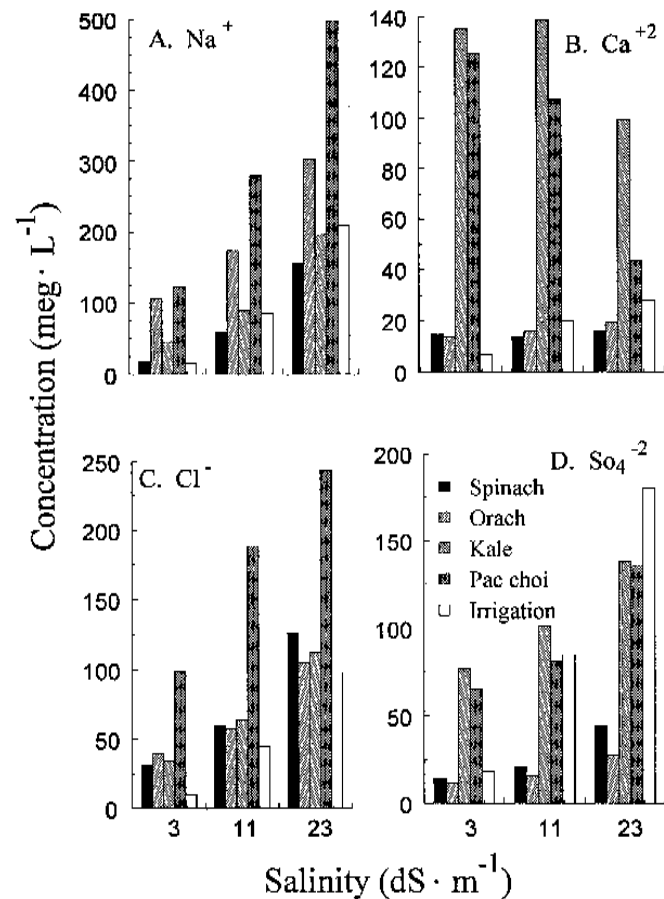 Concentration (meg · L⁻¹)
A. Na⁺
500
450
300
200
100
0
B. Ca⁺²
140
120
100
80
60
40
20
0
C. Cl⁻
250
200
150
100
50
0
3 11 23
D. So₄⁻²
200
150
100
50
0
Spinach
Orach
Kale
Pac choi
Irrigation
3 11 23
Salinity (dS · m⁻¹)